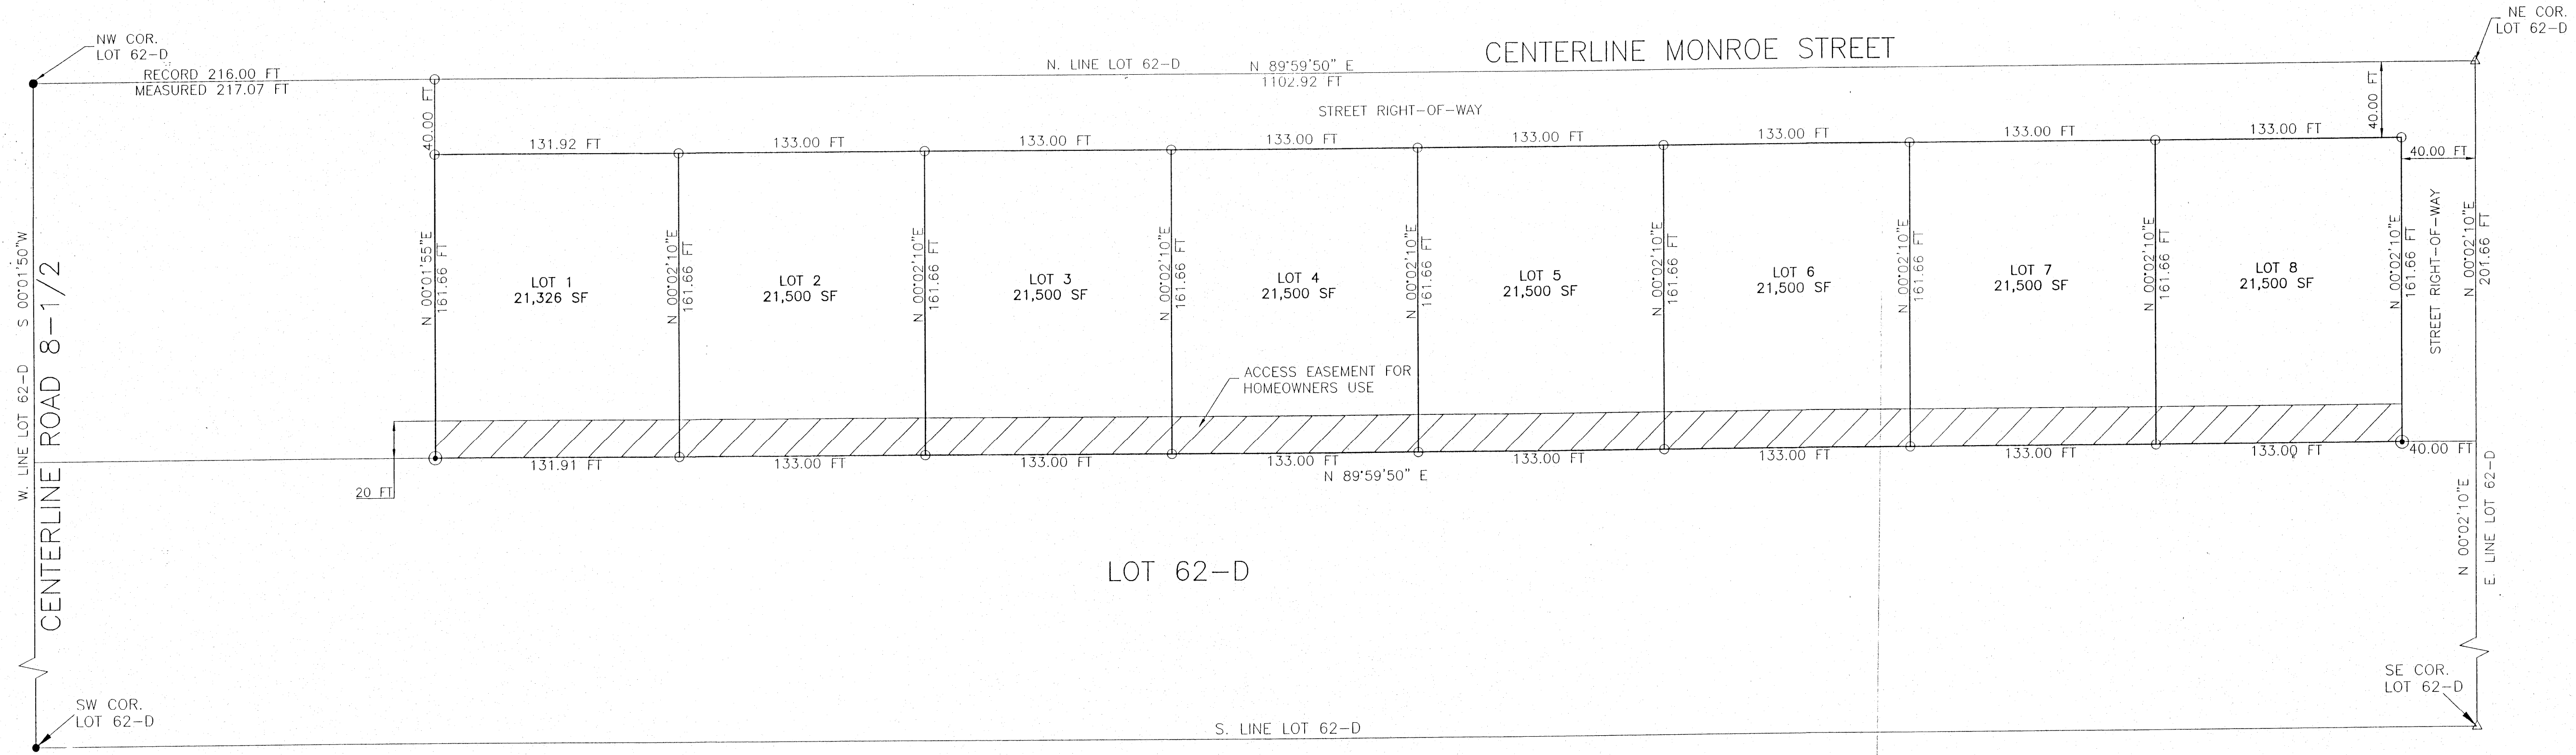 NW COR.
LOT 62-D
RECORD 216.00 FT
MEASURED 217.07 FT
N. LINE LOT 62-D
N 89°59'50" E
1102.92 FT
CENTERLINE MONROE STREET
NE COR.
LOT 62-D
STREET RIGHT-OF-WAY
40.00 FT
40.00 FT
131.92 FT
133.00 FT
133.00 FT
133.00 FT
133.00 FT
133.00 FT
133.00 FT
133.00 FT
40.00 FT
W. LINE LOT 62-D S 00°01'50"W
CENTERLINE ROAD 8-1/2
N 00°01'55"E
161.66 FT
LOT 1
21,326 SF
N 00°02'10"E
161.66 FT
LOT 2
21,500 SF
N 00°02'10"E
161.66 FT
LOT 3
21,500 SF
N 00°02'10"E
161.66 FT
LOT 4
21,500 SF
N 00°02'10"E
161.66 FT
LOT 5
21,500 SF
N 00°02'10"E
161.66 FT
LOT 6
21,500 SF
N 00°02'10"E
161.66 FT
LOT 7
21,500 SF
N 00°02'10"E
161.66 FT
LOT 8
21,500 SF
N 00°02'10"E
161.66 FT
STREET RIGHT-OF-WAY
N 00°02'10"E
201.66 FT
ACCESS EASEMENT FOR
HOMEOWNERS USE
20 FT
131.91 FT
133.00 FT
133.00 FT
133.00 FT
133.00 FT
133.00 FT
133.00 FT
133.00 FT
40.00 FT
N 89°59'50" E
N 00°02'10"E
E. LINE LOT 62-D
LOT 62-D
SW COR.
LOT 62-D
S. LINE LOT 62-D
SE COR.
LOT 62-D